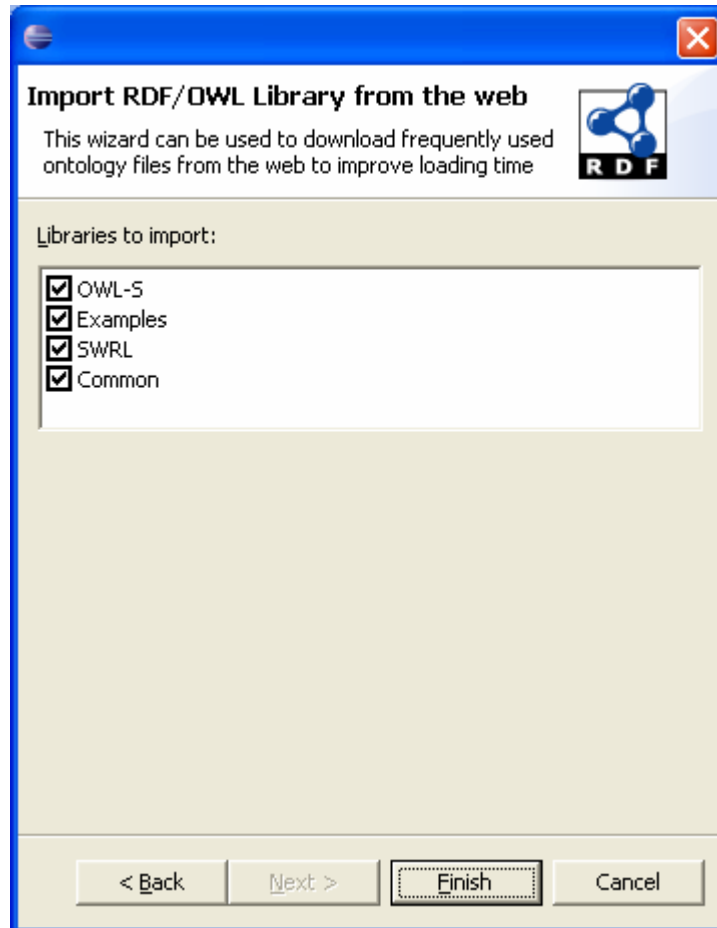 Import RDF/OWL Library from the web
This wizard can be used to download frequently used
ontology files from the web to improve loading time
RDF
Libraries to import:
OWL-S
Examples
SWRL
Common
< Back
Next >
Finish
Cancel